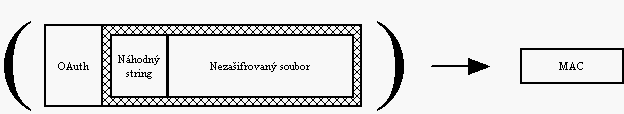 OAuth
Náhodný
string
Nezašifrovaný soubor
MAC